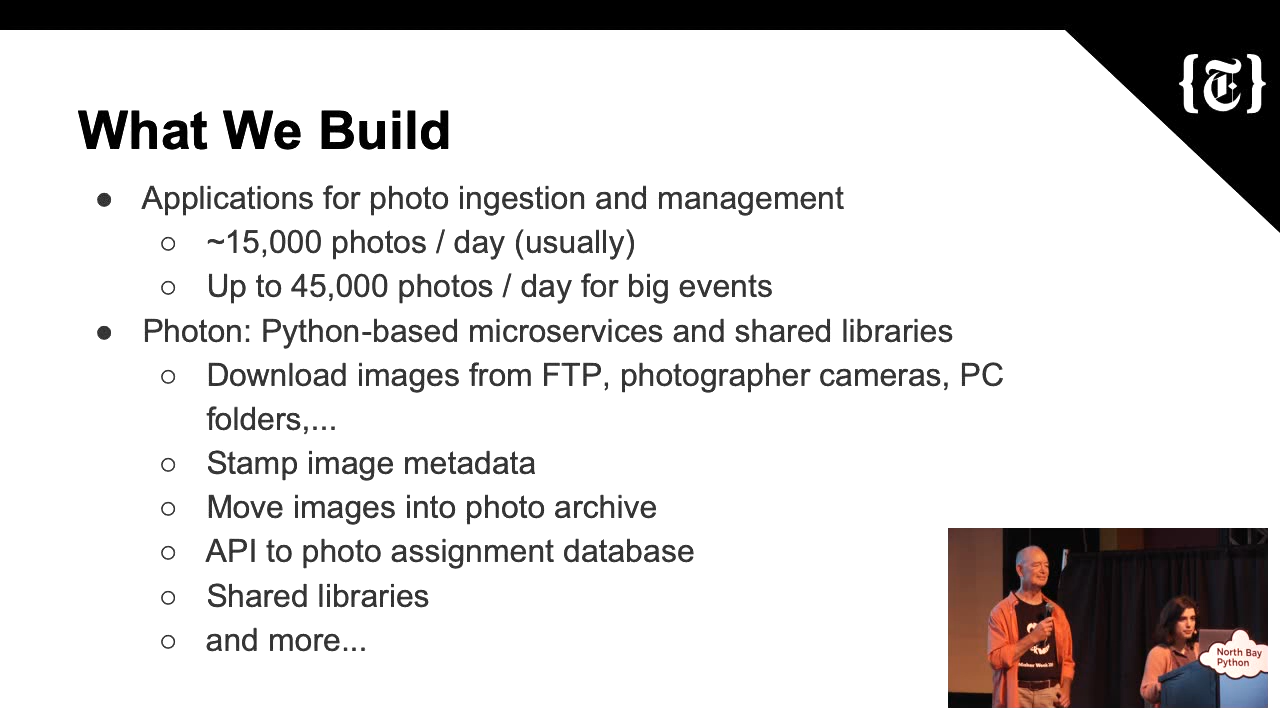 {T}
What We Build
● Applications for photo ingestion and management
○ ~15,000 photos / day (usually)
○ Up to 45,000 photos / day for big events
● Photon: Python-based microservices and shared libraries
○ Download images from FTP, photographer cameras, PC
folders,...
○ Stamp image metadata
○ Move images into photo archive
○ API to photo assignment database
○ Shared libraries
○ and more...
North Bay
Python